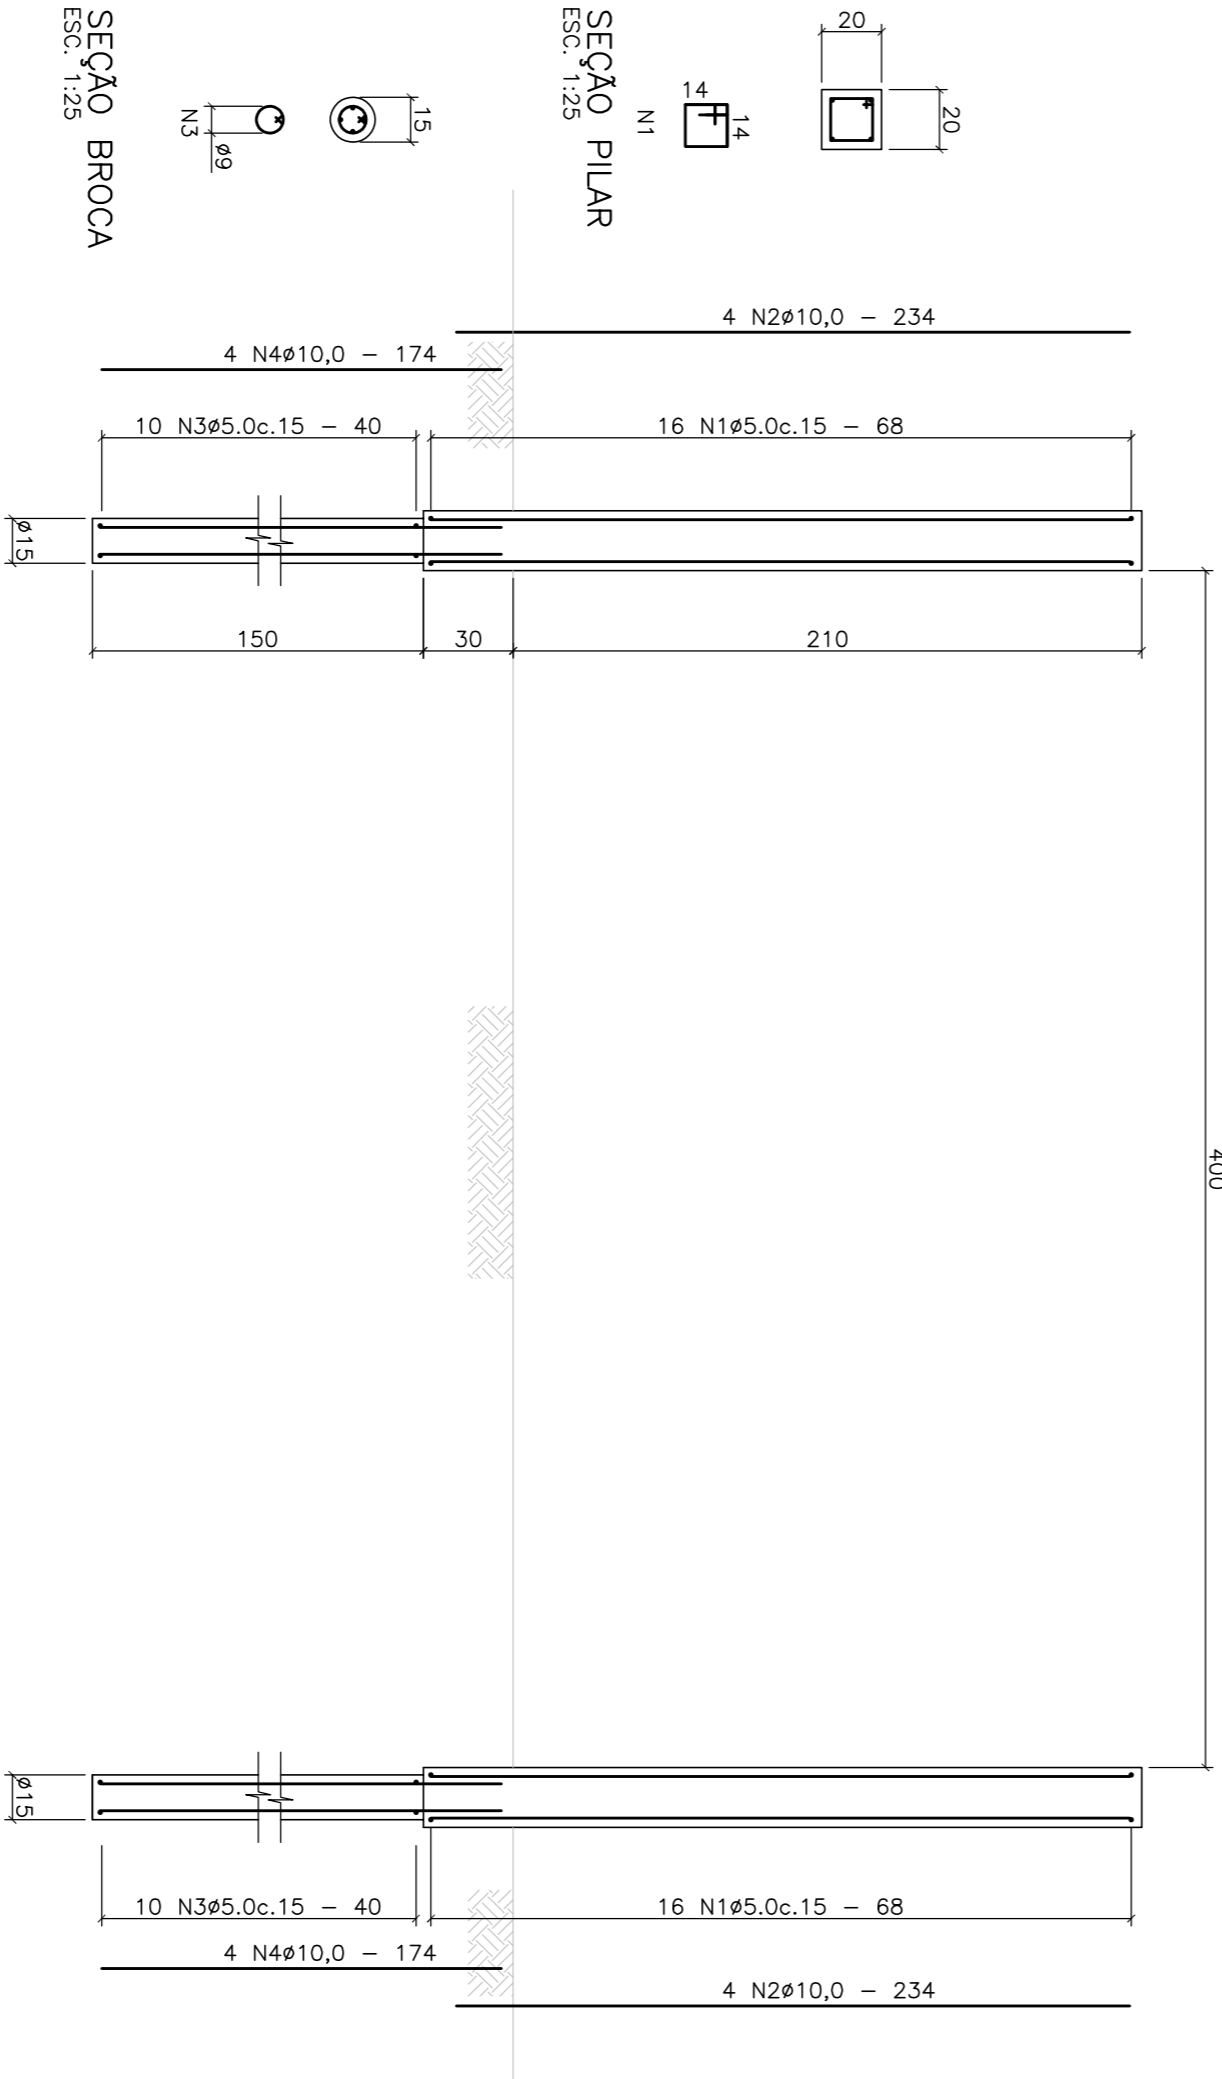 20
20
SEÇÃO PILAR
ESC. 1:25
14
14
N1
15
N3
ø9
SEÇÃO BROCA
ESC. 1:25
4 N2ø10,0 - 234
4 N4ø10,0 - 174
10 N3ø5.0c.15 - 40
16 N1ø5.0c.15 - 68
ø15
150
30
210
400
ø15
10 N3ø5.0c.15 - 40
16 N1ø5.0c.15 - 68
4 N4ø10,0 - 174
4 N2ø10,0 - 234